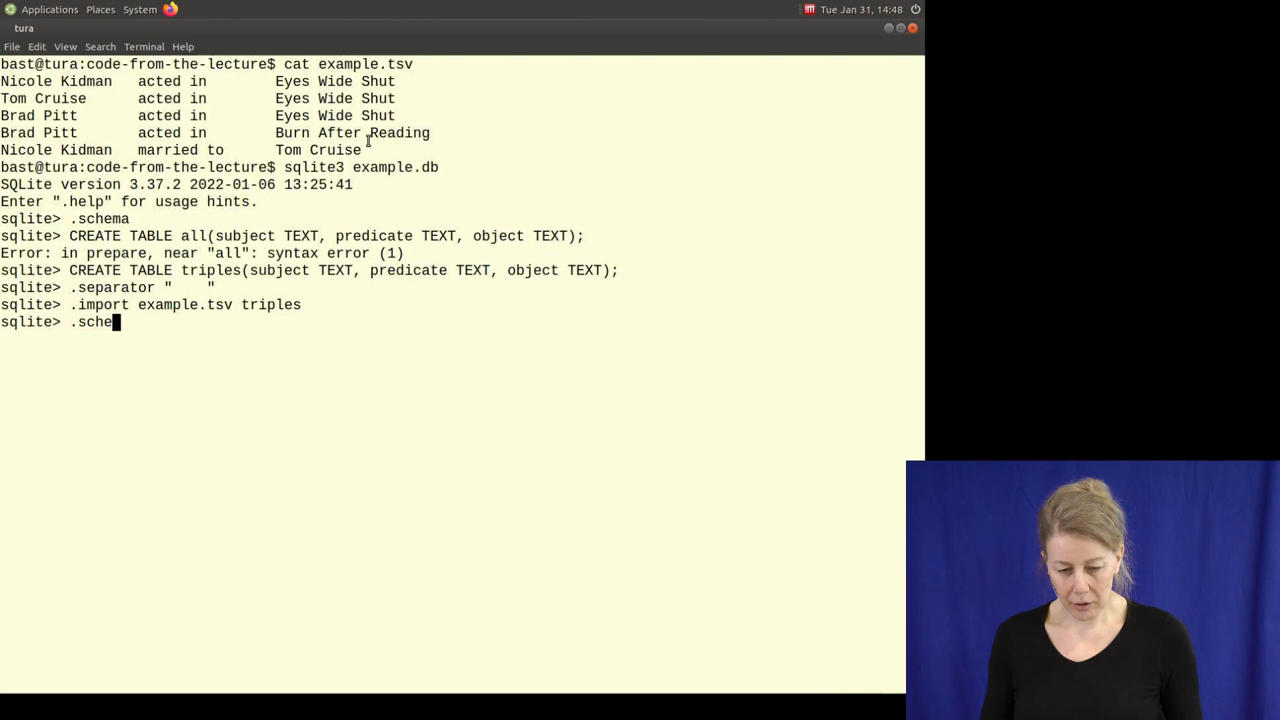 Applications Places System Tue Jan 31, 14:48
tura
File Edit View Search Terminal Help
bast@tura:code-from-the-lecture$ cat example.tsv
Nicole Kidman   acted in        Eyes Wide Shut
Tom Cruise      acted in        Eyes Wide Shut
Brad Pitt       acted in        Eyes Wide Shut
Brad Pitt       acted in        Burn After Reading
Nicole Kidman   married to      Tom Cruise
bast@tura:code-from-the-lecture$ sqlite3 example.db
SQLite version 3.37.2 2022-01-06 13:25:41
Enter ".help" for usage hints.
sqlite> .schema
sqlite> CREATE TABLE all(subject TEXT, predicate TEXT, object TEXT);
Error: in prepare, near "all": syntax error (1)
sqlite> CREATE TABLE triples(subject TEXT, predicate TEXT, object TEXT);
sqlite> .separator "    "
sqlite> .import example.tsv triples
sqlite> .sche